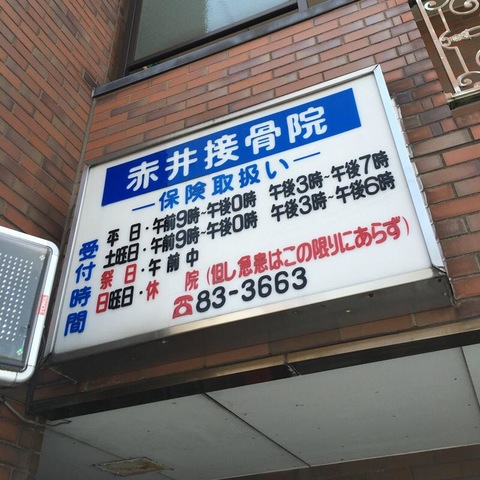 赤井接骨院
―保険取扱い―
受付時間
平日・午前9時~午後0時 午後3時~午後7時
土旺日・午前9時~午後0時 午後3時~午後6時
祭日・午前中
日旺日・休院(但し急患はこの限りにあらず)
☎83-3663